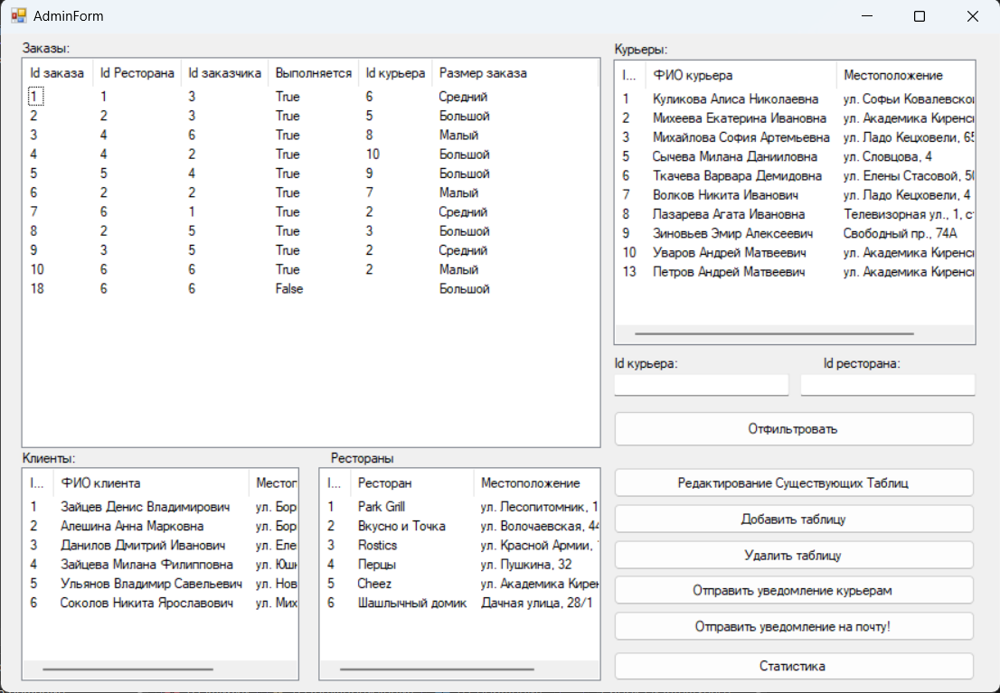 AdminForm
Заказы:
Id заказа Id Ресторана Id заказчика Выполняется Id курьера Размер заказа
1 1 3 True 6 Средний
2 2 3 True 5 Большой
3 4 6 True 8 Малый
4 4 2 True 10 Большой
5 5 4 True 9 Большой
6 2 2 True 7 Малый
7 6 1 True 2 Средний
8 2 5 True 3 Большой
9 3 5 True 2 Средний
10 6 6 True 2 Малый
18 6 6 False Большой
Курьеры:
I... ФИО курьера Местоположение
1 Куликова Алиса Николаевна ул. Софьи Ковалевско
2 Михеева Екатерина Ивановна ул. Академика Киренс
3 Михайлова София Артемьевна ул. Ладо Кецховели, 65
5 Сычева Милана Данииловна ул. Словцова, 4
6 Ткачева Варвара Демидовна ул. Елены Стасовой, 50
7 Волков Никита Иванович ул. Ладо Кецховели, 4
8 Лазарева Агата Ивановна Телевизорная ул., 1, с
9 Зиновьев Эмир Алексеевич Свободный пр., 74А
10 Уваров Андрей Матвеевич ул. Академика Киренс
13 Петров Андрей Матвеевич ул. Академика Киренс
Id курьера: Id ресторана:
Отфильтровать
Редактирование Существующих Таблиц
Добавить таблицу
Удалить таблицу
Отправить уведомление курьерам
Отправить уведомление на почту!
Статистика
Клиенты:
I... ФИО клиента Местоп
1 Зайцев Денис Владимирович ул. Бор
2 Алешина Анна Марковна ул. Бор
3 Данилов Дмитрий Иванович ул. Еле
4 Зайцева Милана Филипповна ул. Юш
5 Ульянов Владимир Савельевич ул. Нов
6 Соколов Никита Ярославович ул. Мих
Рестораны
I... Ресторан Местоположение
1 Park Grill ул. Лесопитомник, 1
2 Вкусно и Точка ул. Волочаевская, 44
3 Rostics ул. Красной Армии,
4 Перцы ул. Пушкина, 32
5 Cheez ул. Академика Кирен
6 Шашлычный домик Дачная улица, 28/1